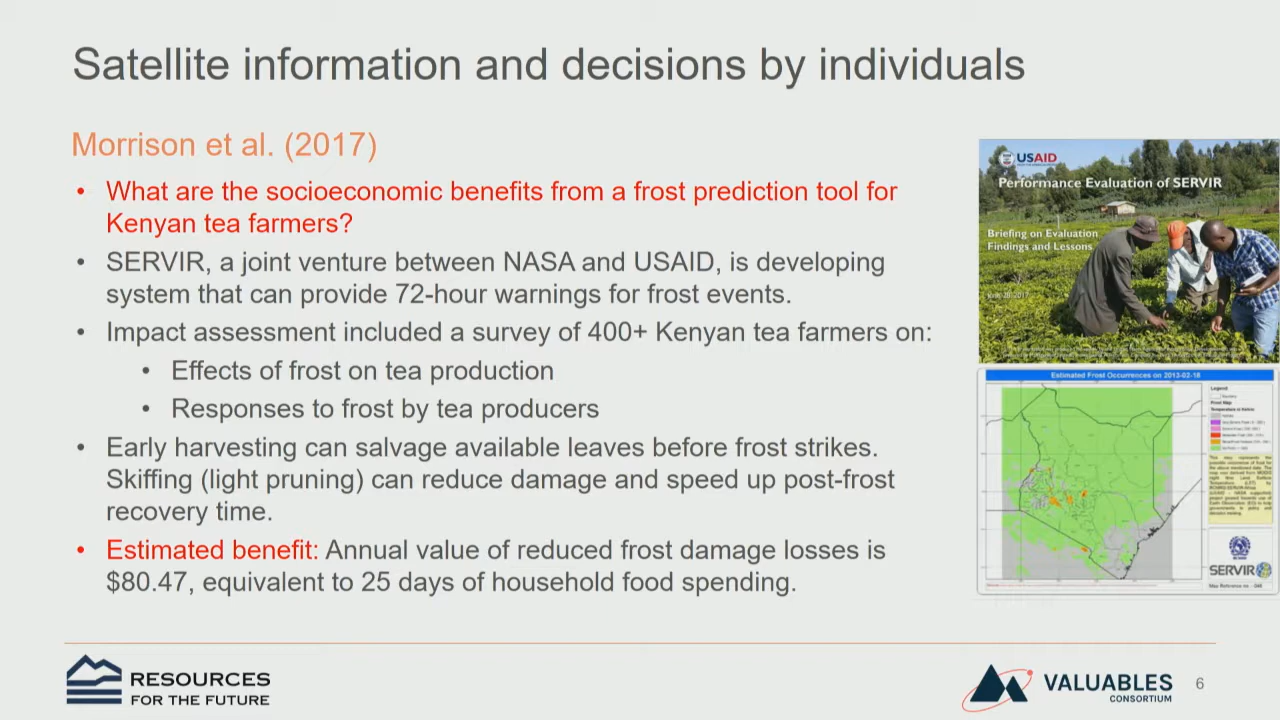 Satellite information and decisions by individuals
Morrison et al. (2017)
• What are the socioeconomic benefits from a frost prediction tool for
Kenyan tea farmers?
• SERVIR, a joint venture between NASA and USAID, is developing
system that can provide 72-hour warnings for frost events.
• Impact assessment included a survey of 400+ Kenyan tea farmers on:
• Effects of frost on tea production
• Responses to frost by tea producers
• Early harvesting can salvage available leaves before frost strikes.
Skiffing (light pruning) can reduce damage and speed up post-frost
recovery time.
• Estimated benefit: Annual value of reduced frost damage losses is
$80.47, equivalent to 25 days of household food spending.
USAID
Performance Evaluation of SERVIR
Briefing on Evaluation
Findings and Lessons
Estimated Frost Occurrences on 2013-02-18
Legend
Frost Map
SERVIR
RESOURCES
FOR THE FUTURE
VALUABLES
CONSORTIUM
6